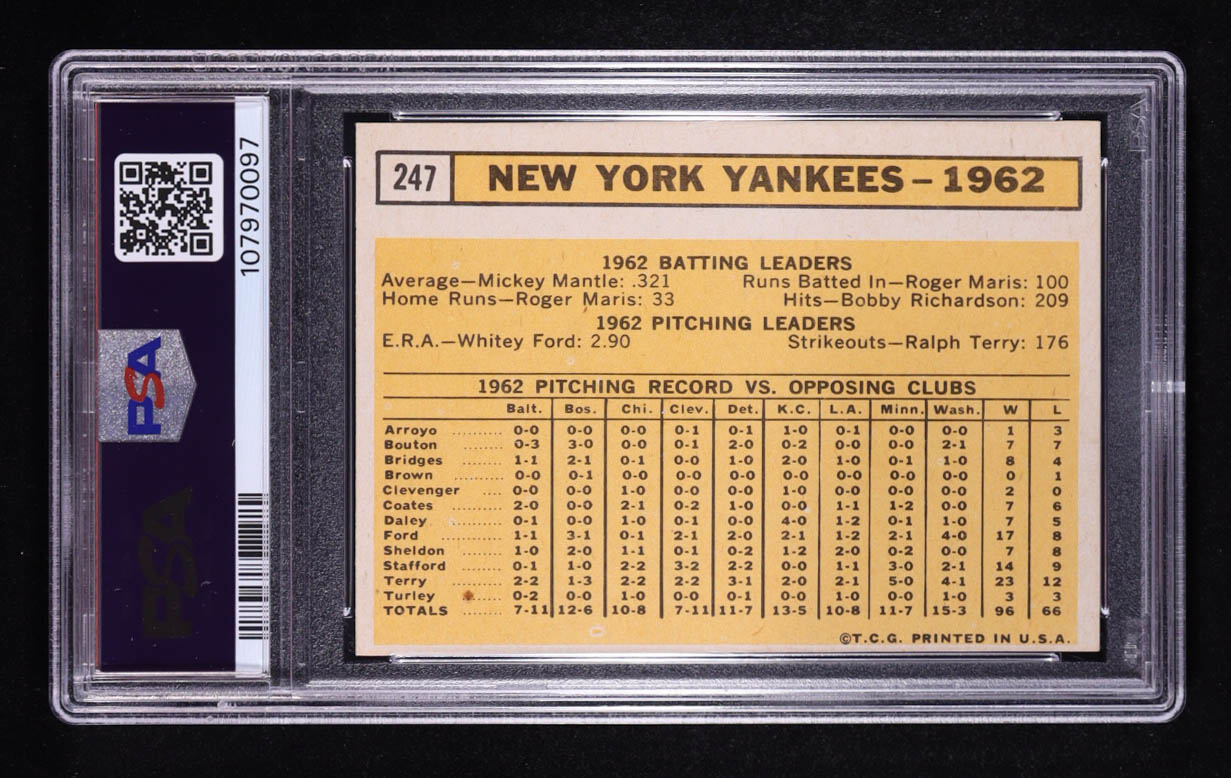 107970097
PSA
PSA
247 NEW YORK YANKEES – 1962
1962 BATTING LEADERS
Average—Mickey Mantle: .321 Runs Batted In—Roger Maris: 100
Home Runs—Roger Maris: 33 Hits—Bobby Richardson: 209
1962 PITCHING LEADERS
E.R.A.—Whitey Ford: 2.90 Strikeouts—Ralph Terry: 176
1962 PITCHING RECORD VS. OPPOSING CLUBS
Balt. Bos. Chi. Clev. Det. K.C. L.A. Minn. Wash. W L
Arroyo .......... 0-0 0-0 0-0 0-1 0-1 1-0 0-1 0-0 0-0 1 3
Bouton ........ 0-3 3-0 0-0 0-1 2-0 0-2 0-0 0-0 2-1 7 7
Bridges ........ 1-1 2-1 0-1 0-0 1-0 2-0 1-0 0-1 1-0 8 4
Brown .......... 0-0 0-1 0-0 0-0 0-0 0-0 0-0 0-0 0-0 0 1
Clevenger .... 0-0 0-0 1-0 0-0 0-0 1-0 0-0 0-0 0-0 2 0
Coates .......... 2-0 0-0 2-1 0-2 1-0 0-0 1-1 1-2 0-0 7 6
Daley .......... 0-1 0-0 1-0 0-1 0-0 4-0 1-2 0-1 1-0 7 5
Ford ............ 1-1 3-1 0-1 2-1 2-0 2-1 1-2 2-1 4-0 17 8
Sheldon ........ 1-0 2-0 1-1 0-1 0-2 1-2 2-0 0-2 0-0 7 8
Stafford ........ 0-1 1-0 2-2 3-2 2-2 0-0 1-1 3-0 2-1 14 9
Terry .......... 2-2 1-3 2-2 2-2 3-1 2-0 2-1 5-0 4-1 23 12
Turley .......... 0-2 0-0 1-0 0-0 0-1 0-0 1-0 0-0 1-0 3 3
TOTALS ........ 7-11 12-6 10-8 7-11 11-7 13-5 10-8 11-7 15-3 96 66
©T.C.G. PRINTED IN U.S.A.